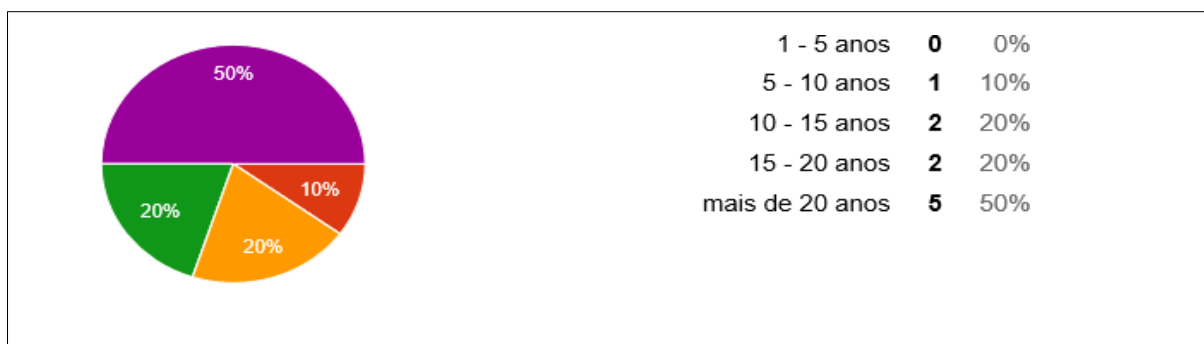 50%
10%
20%
20%
1 - 5 anos 0 0%
5 - 10 anos 1 10%
10 - 15 anos 2 20%
15 - 20 anos 2 20%
mais de 20 anos 5 50%